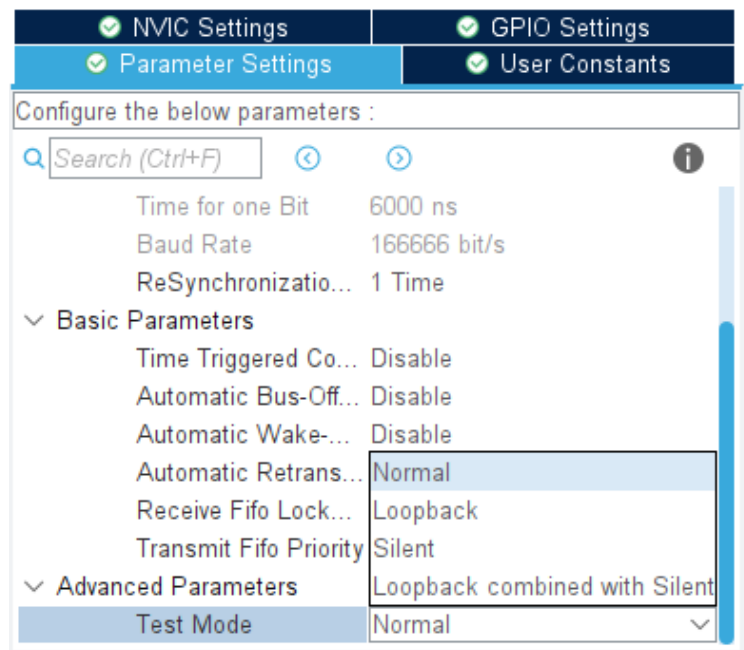 NVIC Settings GPIO Settings
Parameter Settings User Constants
Configure the below parameters :
Search (Ctrl+F)
Time for one Bit 6000 ns
Baud Rate 166666 bit/s
ReSynchronizatio... 1 Time
Basic Parameters
Time Triggered Co... Disable
Automatic Bus-Off... Disable
Automatic Wake-... Disable
Automatic Retrans... Normal
Receive Fifo Lock... Loopback
Transmit Fifo Priority Silent
Advanced Parameters Loopback combined with Silent
Test Mode Normal